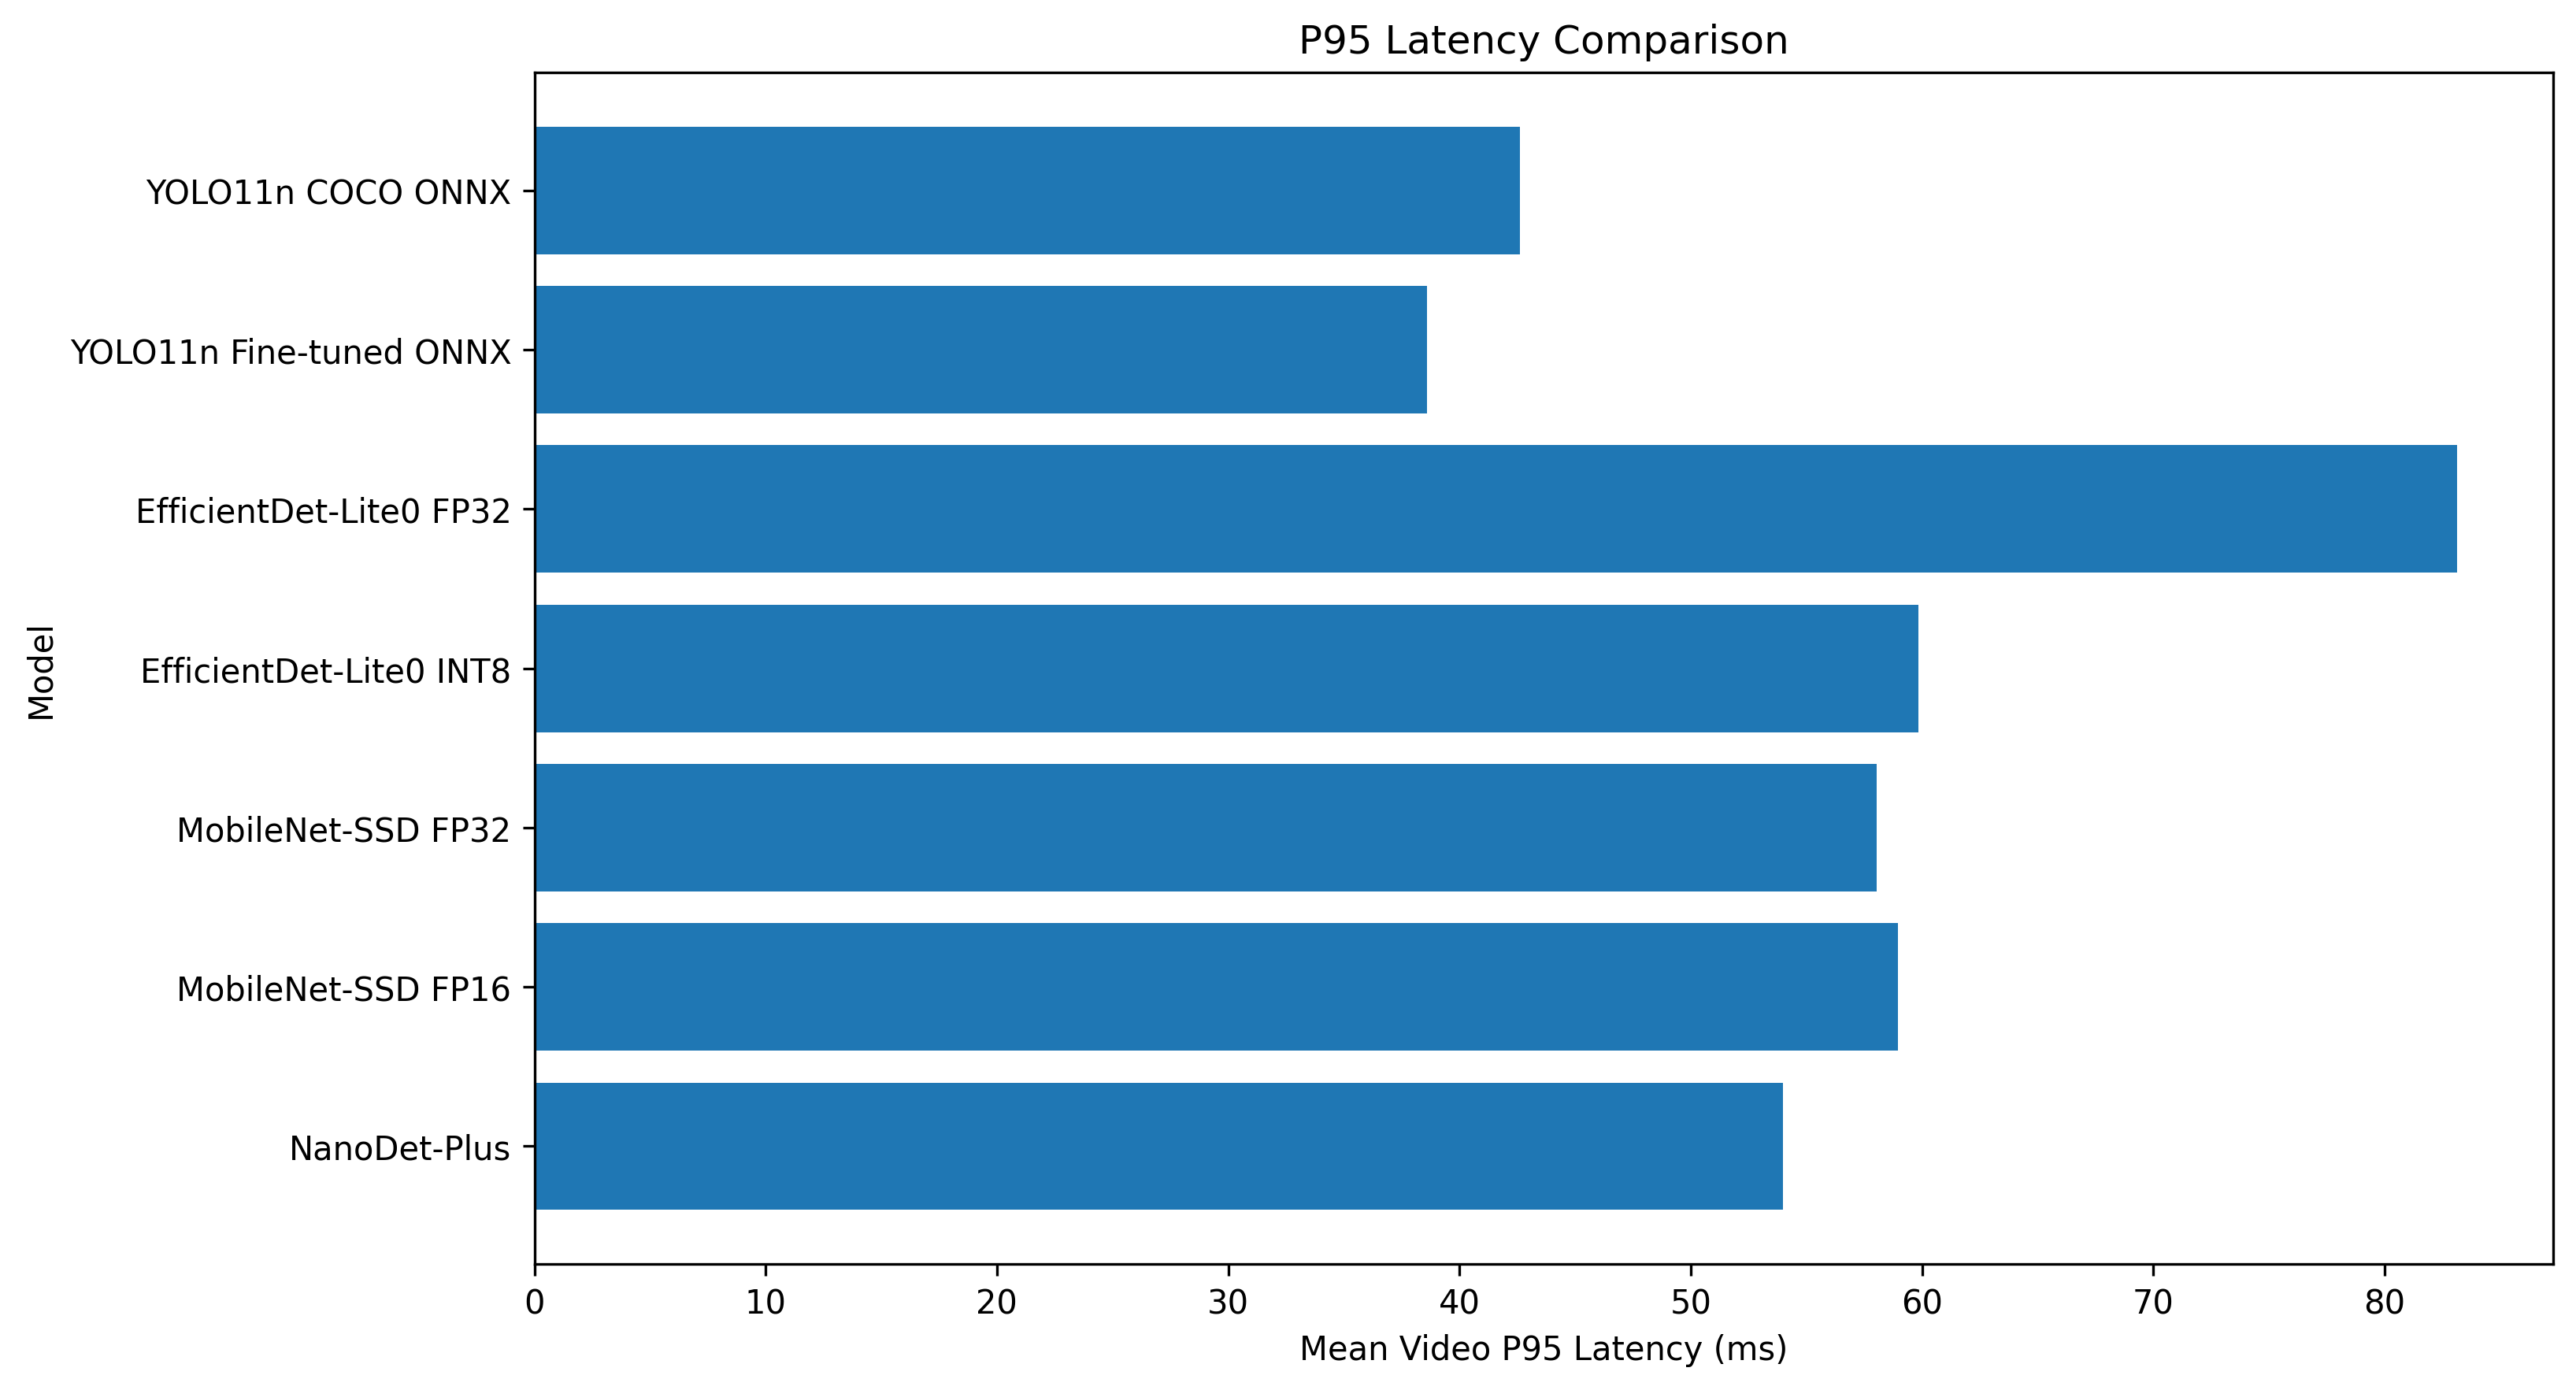 P95 Latency Comparison
YOLO11n COCO ONNX
YOLO11n Fine-tuned ONNX
EfficientDet-Lite0 FP32
EfficientDet-Lite0 INT8
MobileNet-SSD FP32
MobileNet-SSD FP16
NanoDet-Plus
Model
0 10 20 30 40 50 60 70 80
Mean Video P95 Latency (ms)